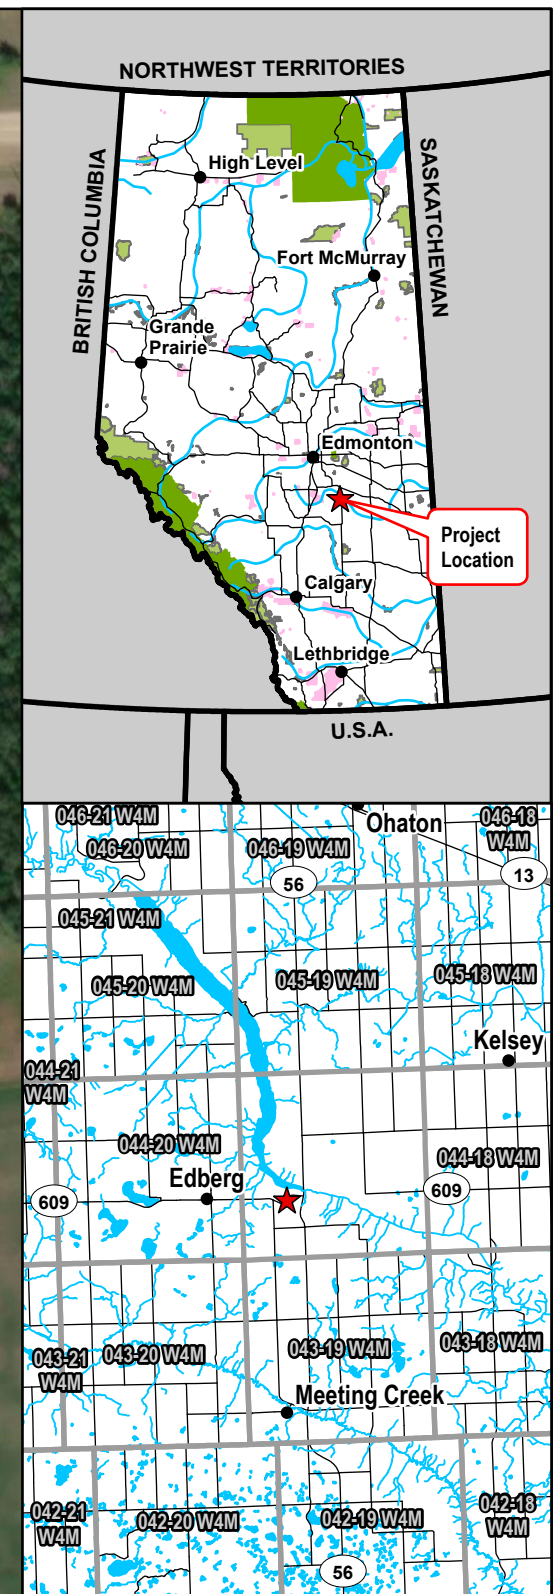 NORTHWEST TERRITORIES
BRITISH COLUMBIA
SASKATCHEWAN
High Level
Fort McMurray
Grande
Prairie
Edmonton
Project
Location
Calgary
Lethbridge
U.S.A.
046-21 W4M
Ohaton
046-18
W4M
046-20 W4M
046-19 W4M
56
13
045-21 W4M
045-20 W4M
045-19 W4M
045-18 W4M
Kelsey
044-21
W4M
044-20 W4M
044-18 W4M
Edberg
609
609
043-21
W4M
043-20 W4M
043-19 W4M
043-18 W4M
Meeting Creek
042-21
W4M
042-20 W4M
042-19 W4M
042-18
W4M
56